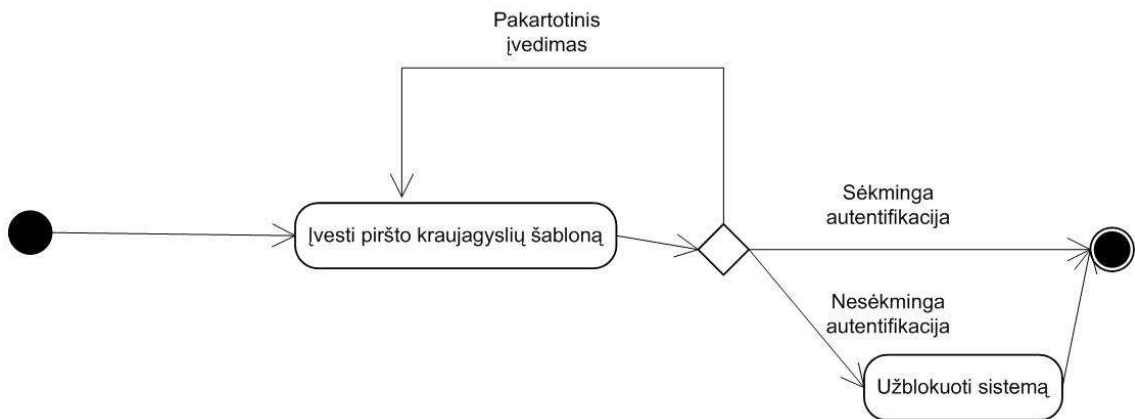 Pakartotinis
įvedimas
Sėkminga
autentifikacija
Įvesti piršto kraujagyslių šabloną
Nesėkminga
autentifikacija
Užblokuoti sistemą